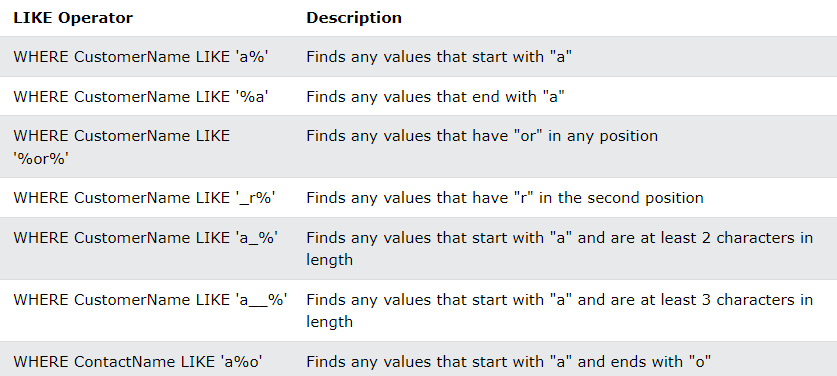 LIKE Operator Description
WHERE CustomerName LIKE 'a%' Finds any values that start with "a"
WHERE CustomerName LIKE '%a' Finds any values that end with "a"
WHERE CustomerName LIKE Finds any values that have "or" in any position
'%or%'
WHERE CustomerName LIKE '_r%' Finds any values that have "r" in the second position
WHERE CustomerName LIKE 'a_%' Finds any values that start with "a" and are at least 2 characters in
length
WHERE CustomerName LIKE 'a__%' Finds any values that start with "a" and are at least 3 characters in
length
WHERE ContactName LIKE 'a%o' Finds any values that start with "a" and ends with "o"